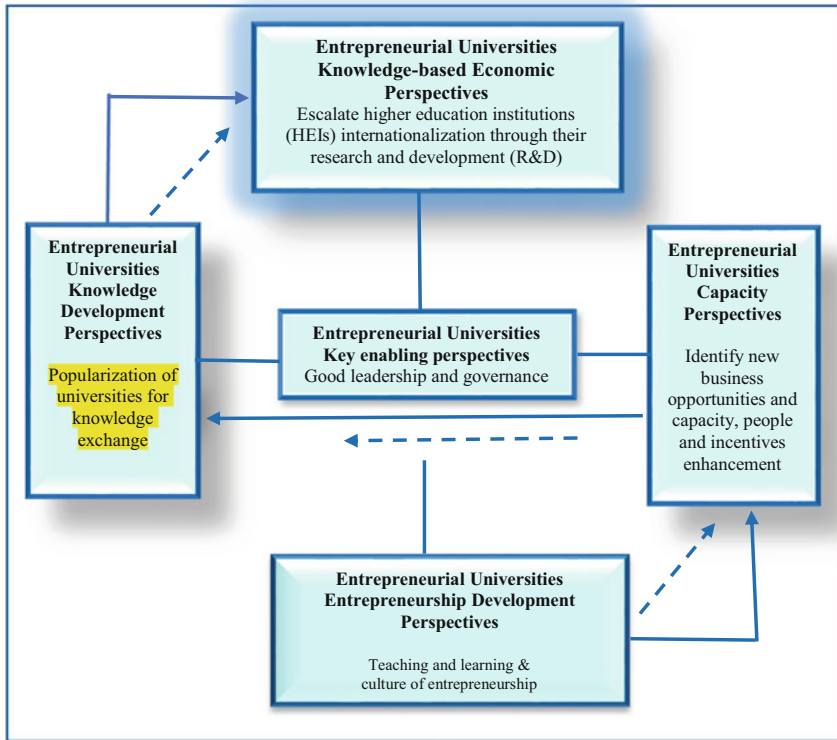 Entrepreneurial Universities
Knowledge-based Economic
Perspectives
Escalate higher education institutions
(HEIs) internationalization through their
research and development (R&D)
Entrepreneurial
Universities
Knowledge
Development
Perspectives
Popularization of
universities for
knowledge
exchange
Entrepreneurial Universities
Key enabling perspectives
Good leadership and governance
Entrepreneurial
Universities
Capacity
Perspectives
Identify new
business
opportunities and
capacity, people
and incentives
enhancement
Entrepreneurial Universities
Entrepreneurship Development
Perspectives
Teaching and learning &
culture of entrepreneurship